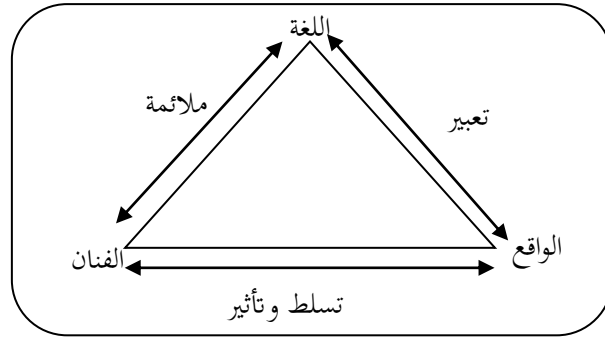 اللغة
ملائمة
تعبير
الواقع
الفنان
تسلط وتأثير